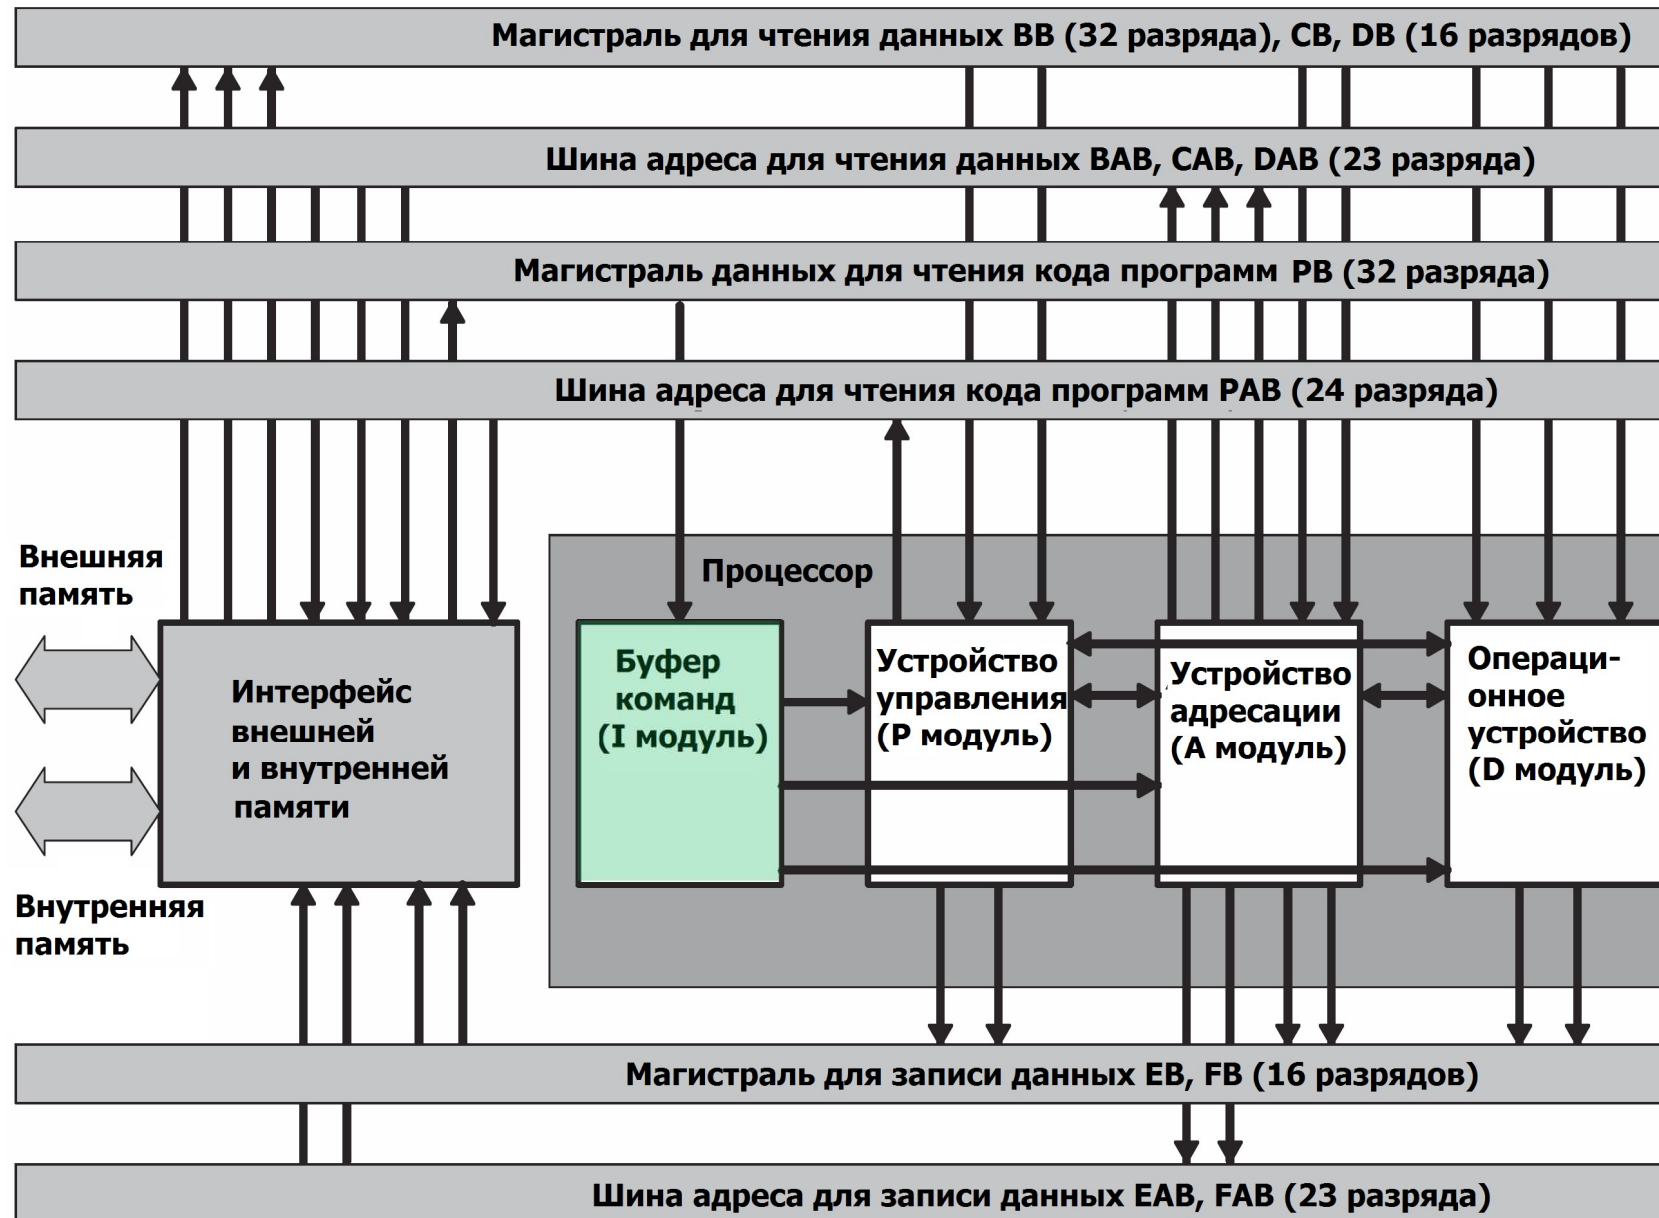 Магистраль для чтения данных BB (32 разряда), CB, DB (16 разрядов)
Шина адреса для чтения данных BAB, CAB, DAB (23 разряда)
Магистраль данных для чтения кода программ PB (32 разряда)
Шина адреса для чтения кода программ PAB (24 разряда)
Внешняя
память
Процессор
Интерфейс
внешней
и внутренней
памяти
Буфер
команд
(I модуль)
Устройство
управления
(P модуль)
Устройство
адресации
(A модуль)
Операци-
онное
устройство
(D модуль)
Внутренняя
память
Магистраль для записи данных EB, FB (16 разрядов)
Шина адреса для записи данных EAB, FAB (23 разряда)